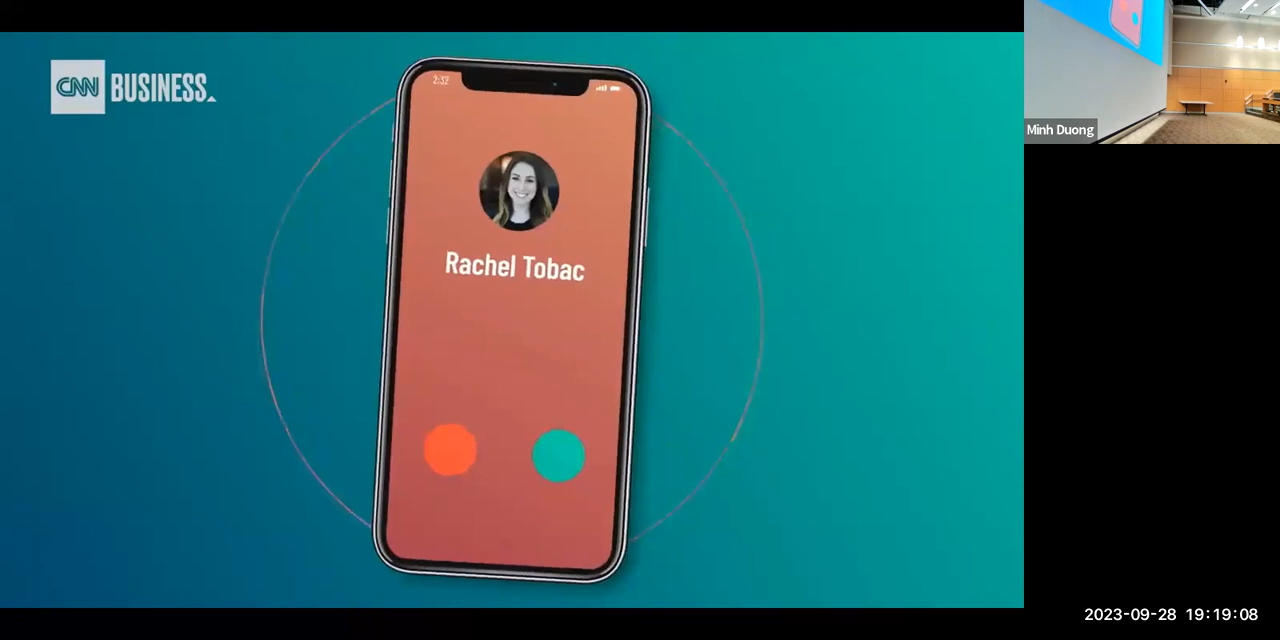 CNN BUSINESS
2:32
Rachel Tobac
Minh Duong
2023-09-28 19:19:08